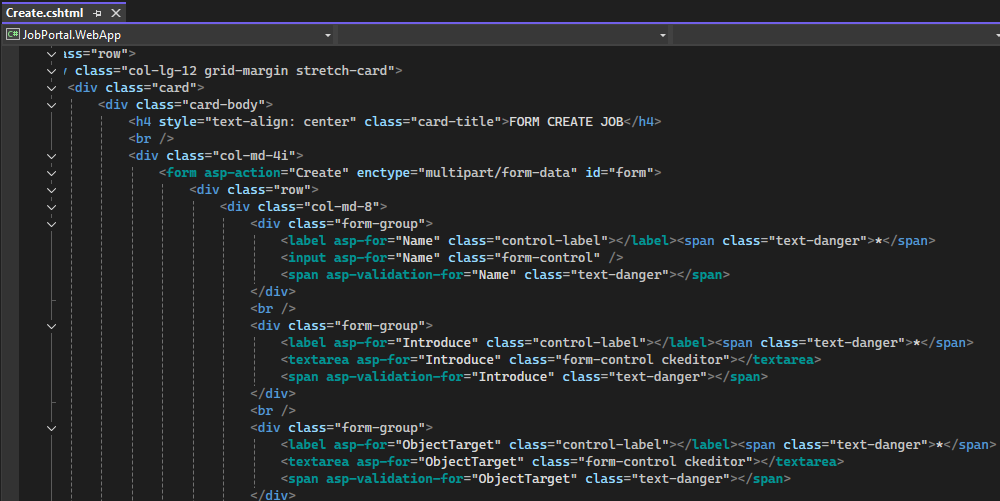 Create.cshtml
C# JobPortal.WebApp
ass="row">
class="col-lg-12 grid-margin stretch-card">
<div class="card">
<div class="card-body">
<h4 style="text-align: center" class="card-title">FORM CREATE JOB</h4>
<br />
<div class="col-md-4i">
<form asp-action="Create" enctype="multipart/form-data" id="form">
<div class="row">
<div class="col-md-8">
<div class="form-group">
<label asp-for="Name" class="control-label"></label><span class="text-danger">*</span>
<input asp-for="Name" class="form-control" />
<span asp-validation-for="Name" class="text-danger"></span>
</div>
<br />
<div class="form-group">
<label asp-for="Introduce" class="control-label"></label><span class="text-danger">*</span>
<textarea asp-for="Introduce" class="form-control ckeditor"></textarea>
<span asp-validation-for="Introduce" class="text-danger"></span>
</div>
<br />
<div class="form-group">
<label asp-for="ObjectTarget" class="control-label"></label><span class="text-danger">*</span>
<textarea asp-for="ObjectTarget" class="form-control ckeditor"></textarea>
<span asp-validation-for="ObjectTarget" class="text-danger"></span>
</div>